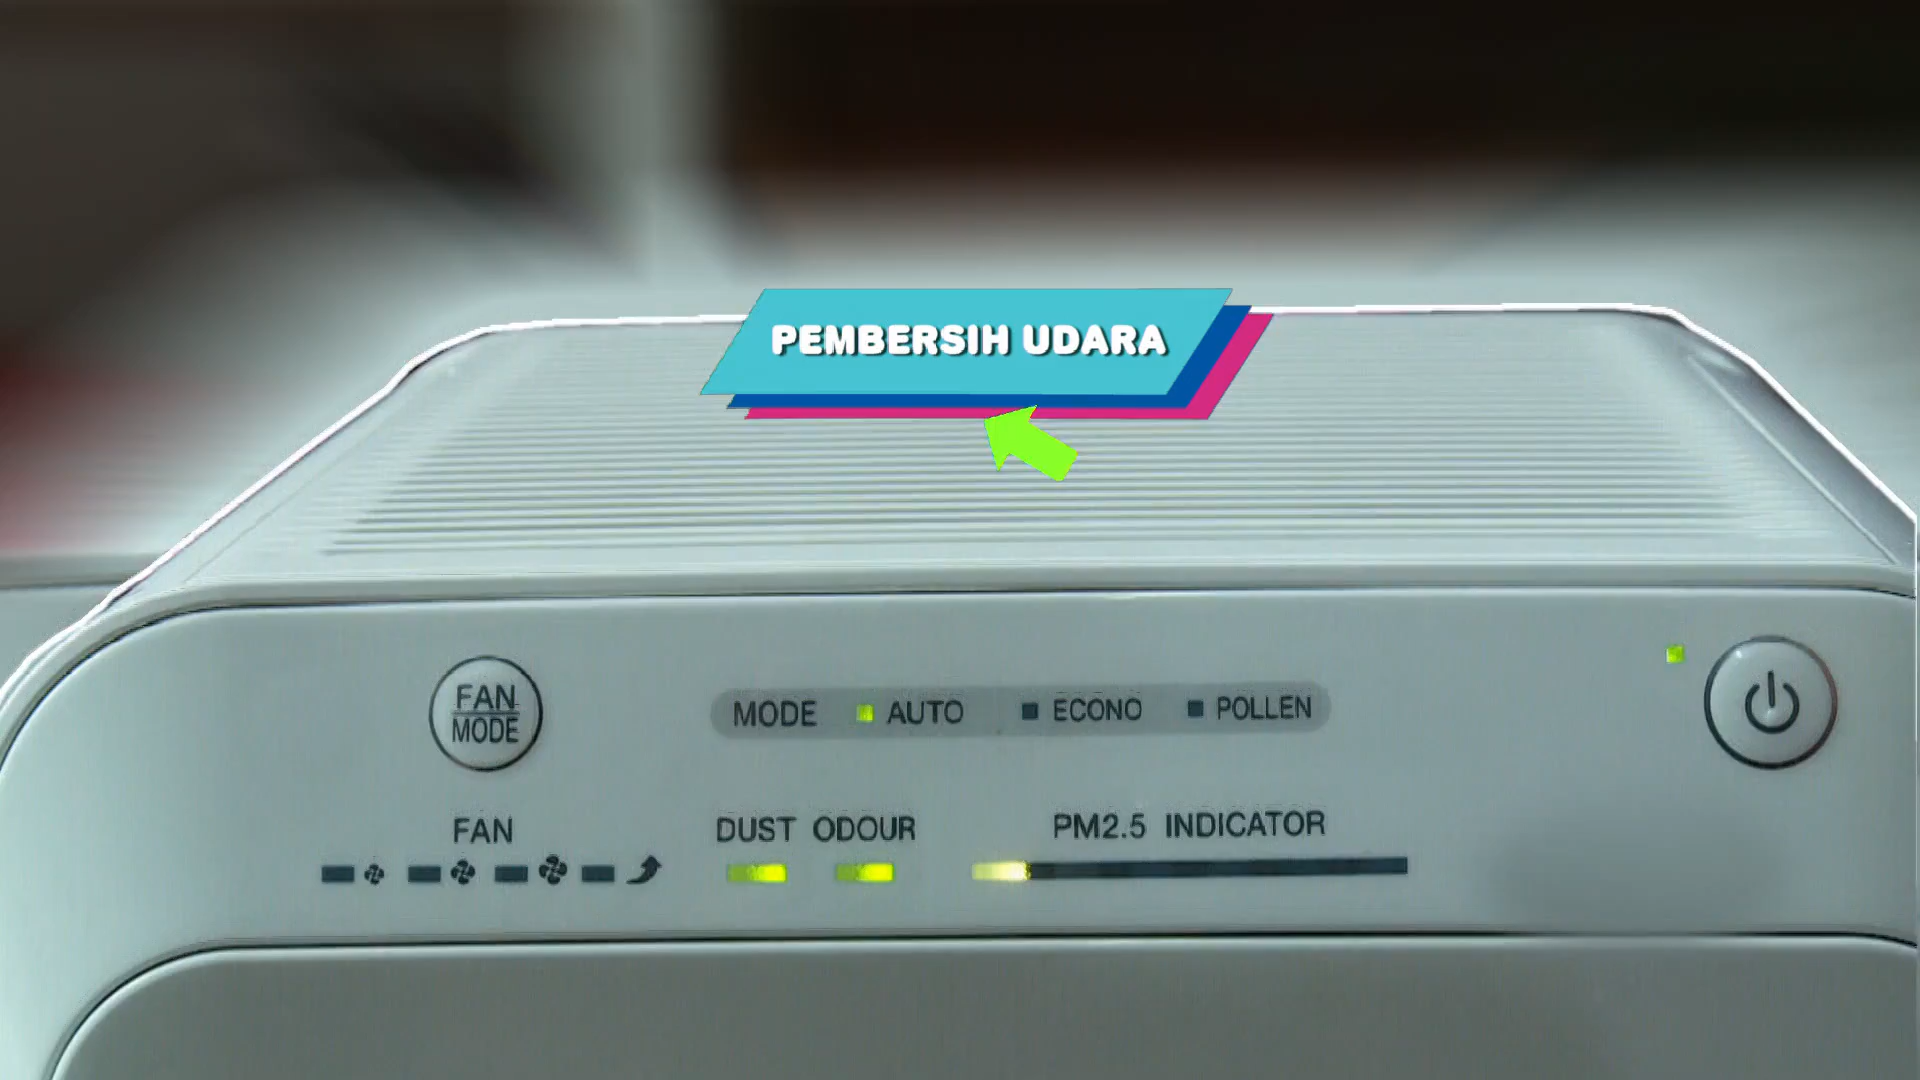 PEMBERSIH UDARA
FAN
MODE
MODE AUTO ECONO POLLEN
FAN
DUST ODOUR
PM2.5 INDICATOR